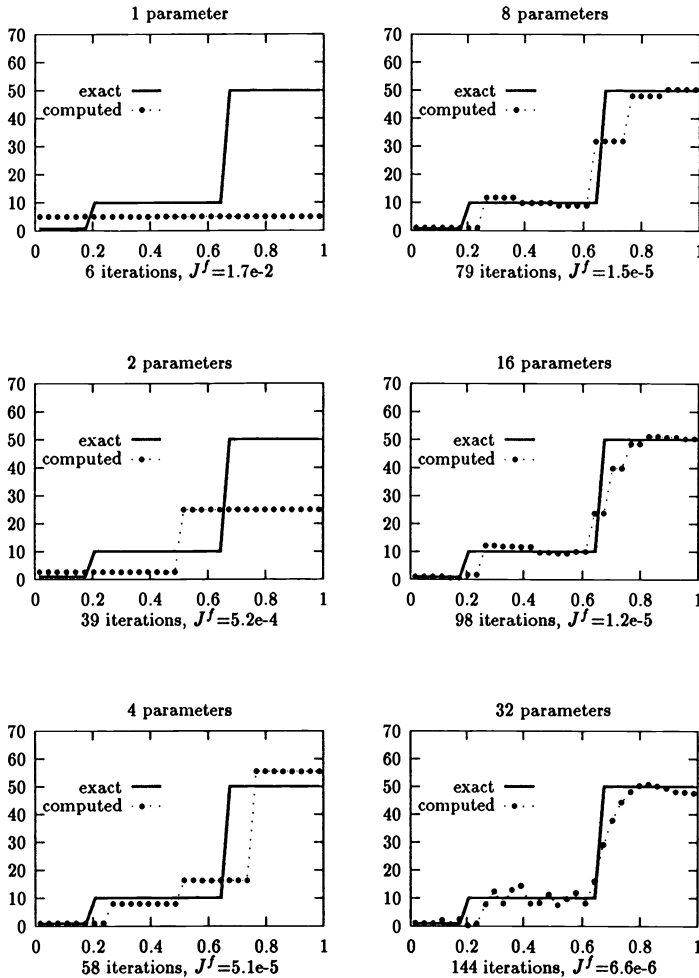 1 parameter
70
60
50
40
30
20
10
0
exact
computed
0 0.2 0.4 0.6 0.8 1
6 iterations, J^f=1.7e-2
8 parameters
70
60
50
40
30
20
10
0
exact
computed
0 0.2 0.4 0.6 0.8 1
79 iterations, J^f=1.5e-5
2 parameters
70
60
50
40
30
20
10
0
exact
computed
0 0.2 0.4 0.6 0.8 1
39 iterations, J^f=5.2e-4
16 parameters
70
60
50
40
30
20
10
0
exact
computed
0 0.2 0.4 0.6 0.8 1
98 iterations, J^f=1.2e-5
4 parameters
70
60
50
40
30
20
10
0
exact
computed
0 0.2 0.4 0.6 0.8 1
58 iterations, J^f=5.1e-5
32 parameters
70
60
50
40
30
20
10
0
exact
computed
0 0.2 0.4 0.6 0.8 1
144 iterations, J^f=6.6e-6